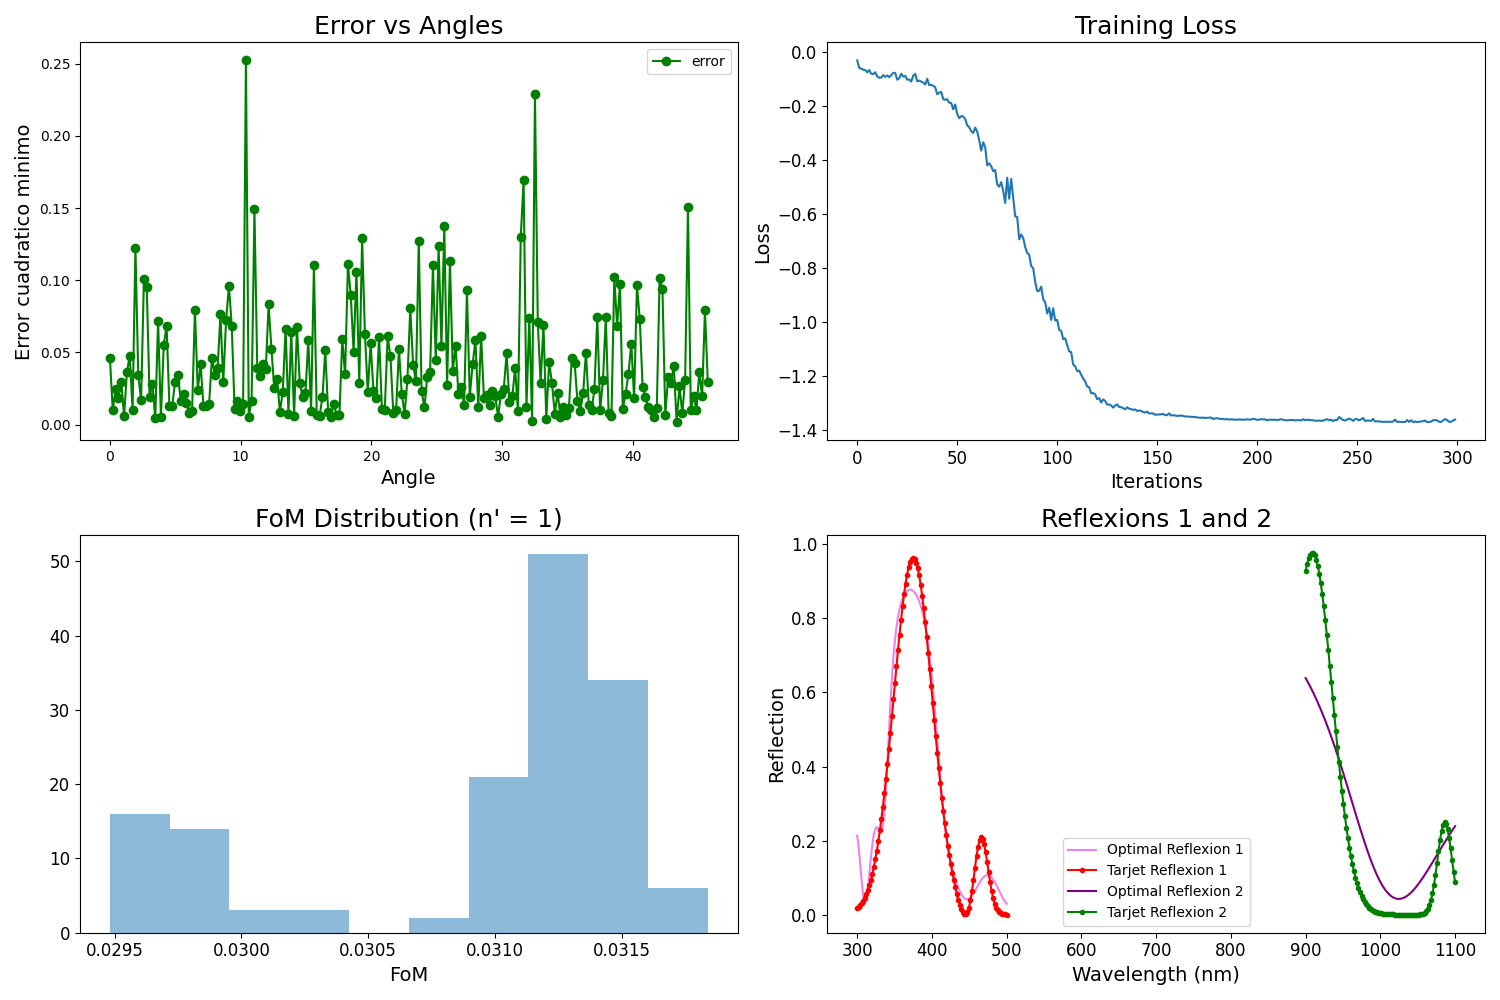 Error vs Angles
error
Error cuadratico minimo
0.25
0.20
0.15
0.10
0.05
0.00
0 10 20 30 40
Angle
Training Loss
Loss
0.0
−0.2
−0.4
−0.6
−0.8
−1.0
−1.2
−1.4
0 50 100 150 200 250 300
Iterations
FoM Distribution (n' = 1)
50
40
30
20
10
0
0.0295 0.0300 0.0305 0.0310 0.0315
FoM
Reflexions 1 and 2
Reflection
1.0
0.8
0.6
0.4
0.2
0.0
Optimal Reflexion 1
Tarjet Reflexion 1
Optimal Reflexion 2
Tarjet Reflexion 2
300 400 500 600 700 800 900 1000 1100
Wavelength (nm)